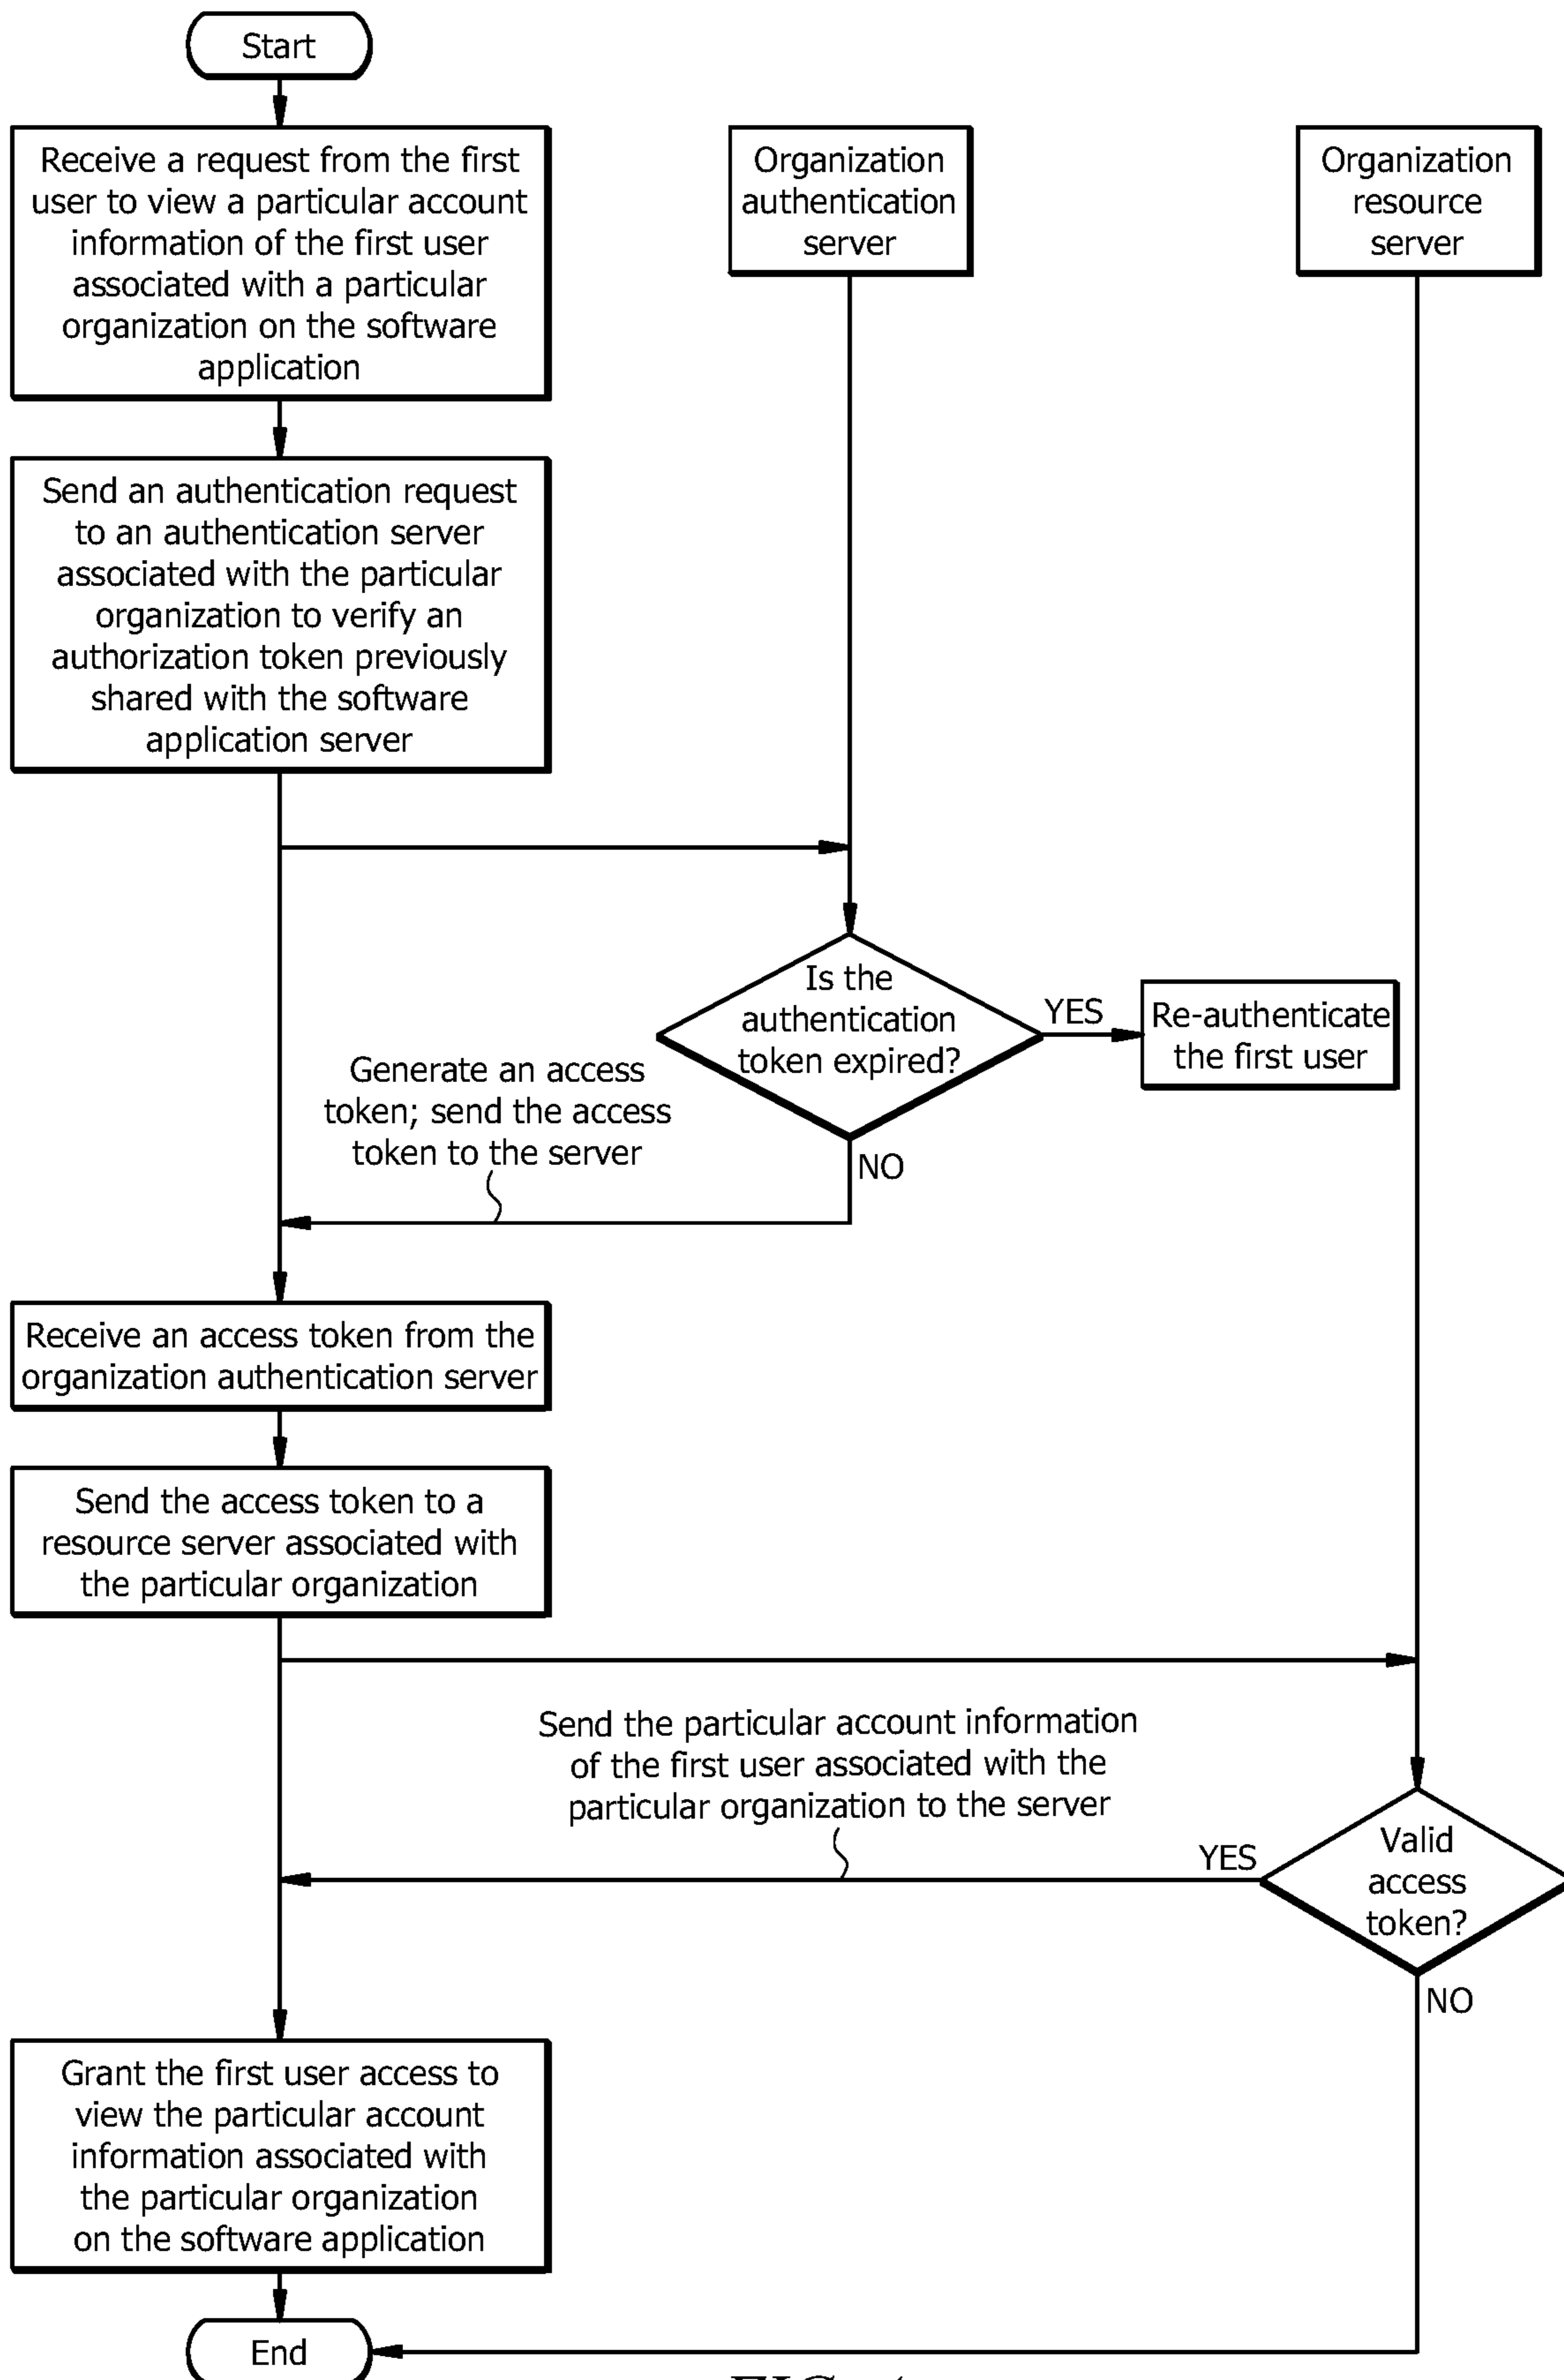 Start
Receive a request from the first
user to view a particular account
information of the first user
associated with a particular
organization on the software
application
Organization
authentication
server
Organization
resource
server
Send an authentication request
to an authentication server
associated with the particular
organization to verify an
authorization token previously
shared with the software
application server
Is the
authentication
token expired?
YES
Re-authenticate
the first user
Generate an access
token; send the access
token to the server
NO
Receive an access token from the
organization authentication server
Send the access token to a
resource server associated with
the particular organization
Send the particular account information
of the first user associated with the
particular organization to the server
YES
Valid
access
token?
NO
Grant the first user access to
view the particular account
information associated with
the particular organization
on the software application
End